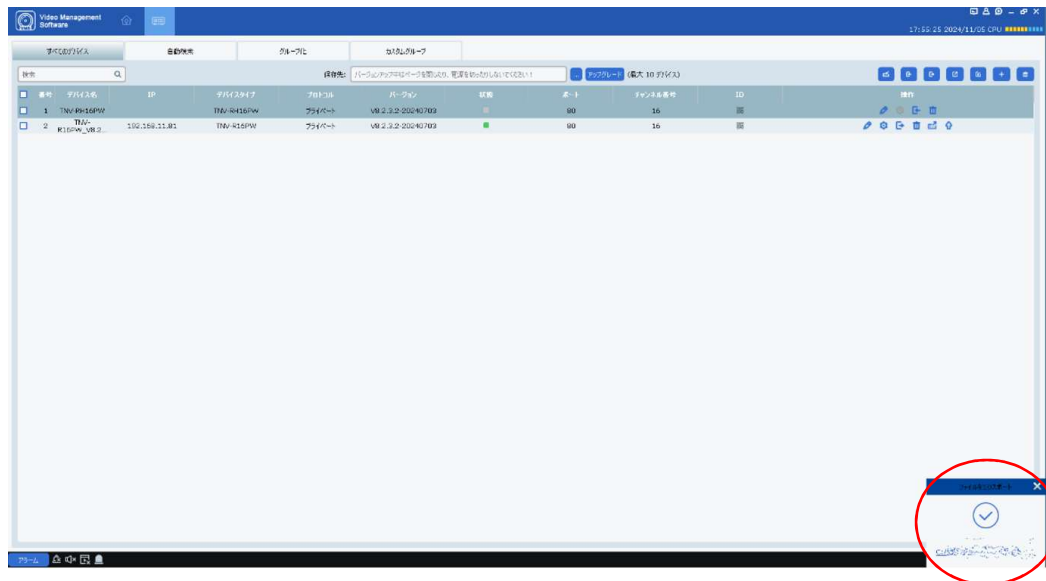 Video Management
Software
17:55:25 2024/11/05 CPU
すべてのデバイス 自動検索 グループ化 カスタムグループ
検索 保存先: バージョンアップ中はページを閉じたり、電源を切ったりしないでください! .. アップグレード (最大 10 デバイス)
番号 デバイス名 IP デバイスタイプ プロトコル バージョン 状態 ポート チャンネル番号 ID 操作
1 TNV-RH16PW TNV-RH16PW プライベート V8.2.3.2-20240703 80 16
2 TNV-R16PW_V8.2... 192.168.11.81 TNV-R16PW プライベート V8.2.3.2-20240703 80 16
アラーム